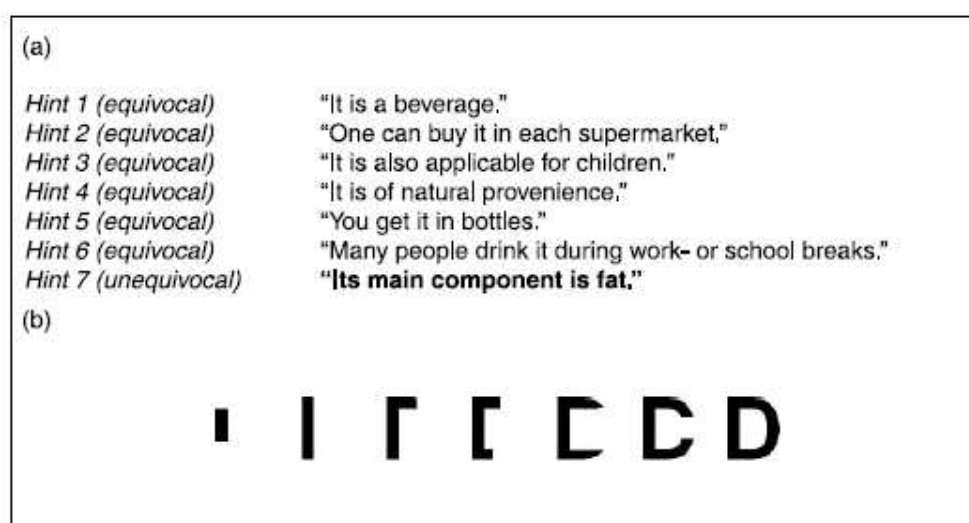 (a)
Hint 1 (equivocal) “It is a beverage.”
Hint 2 (equivocal) “One can buy it in each supermarket.”
Hint 3 (equivocal) “It is also applicable for children.”
Hint 4 (equivocal) “It is of natural provenience.”
Hint 5 (equivocal) “You get it in bottles.”
Hint 6 (equivocal) “Many people drink it during work- or school breaks.”
Hint 7 (unequivocal) “Its main component is fat.”
(b)
D